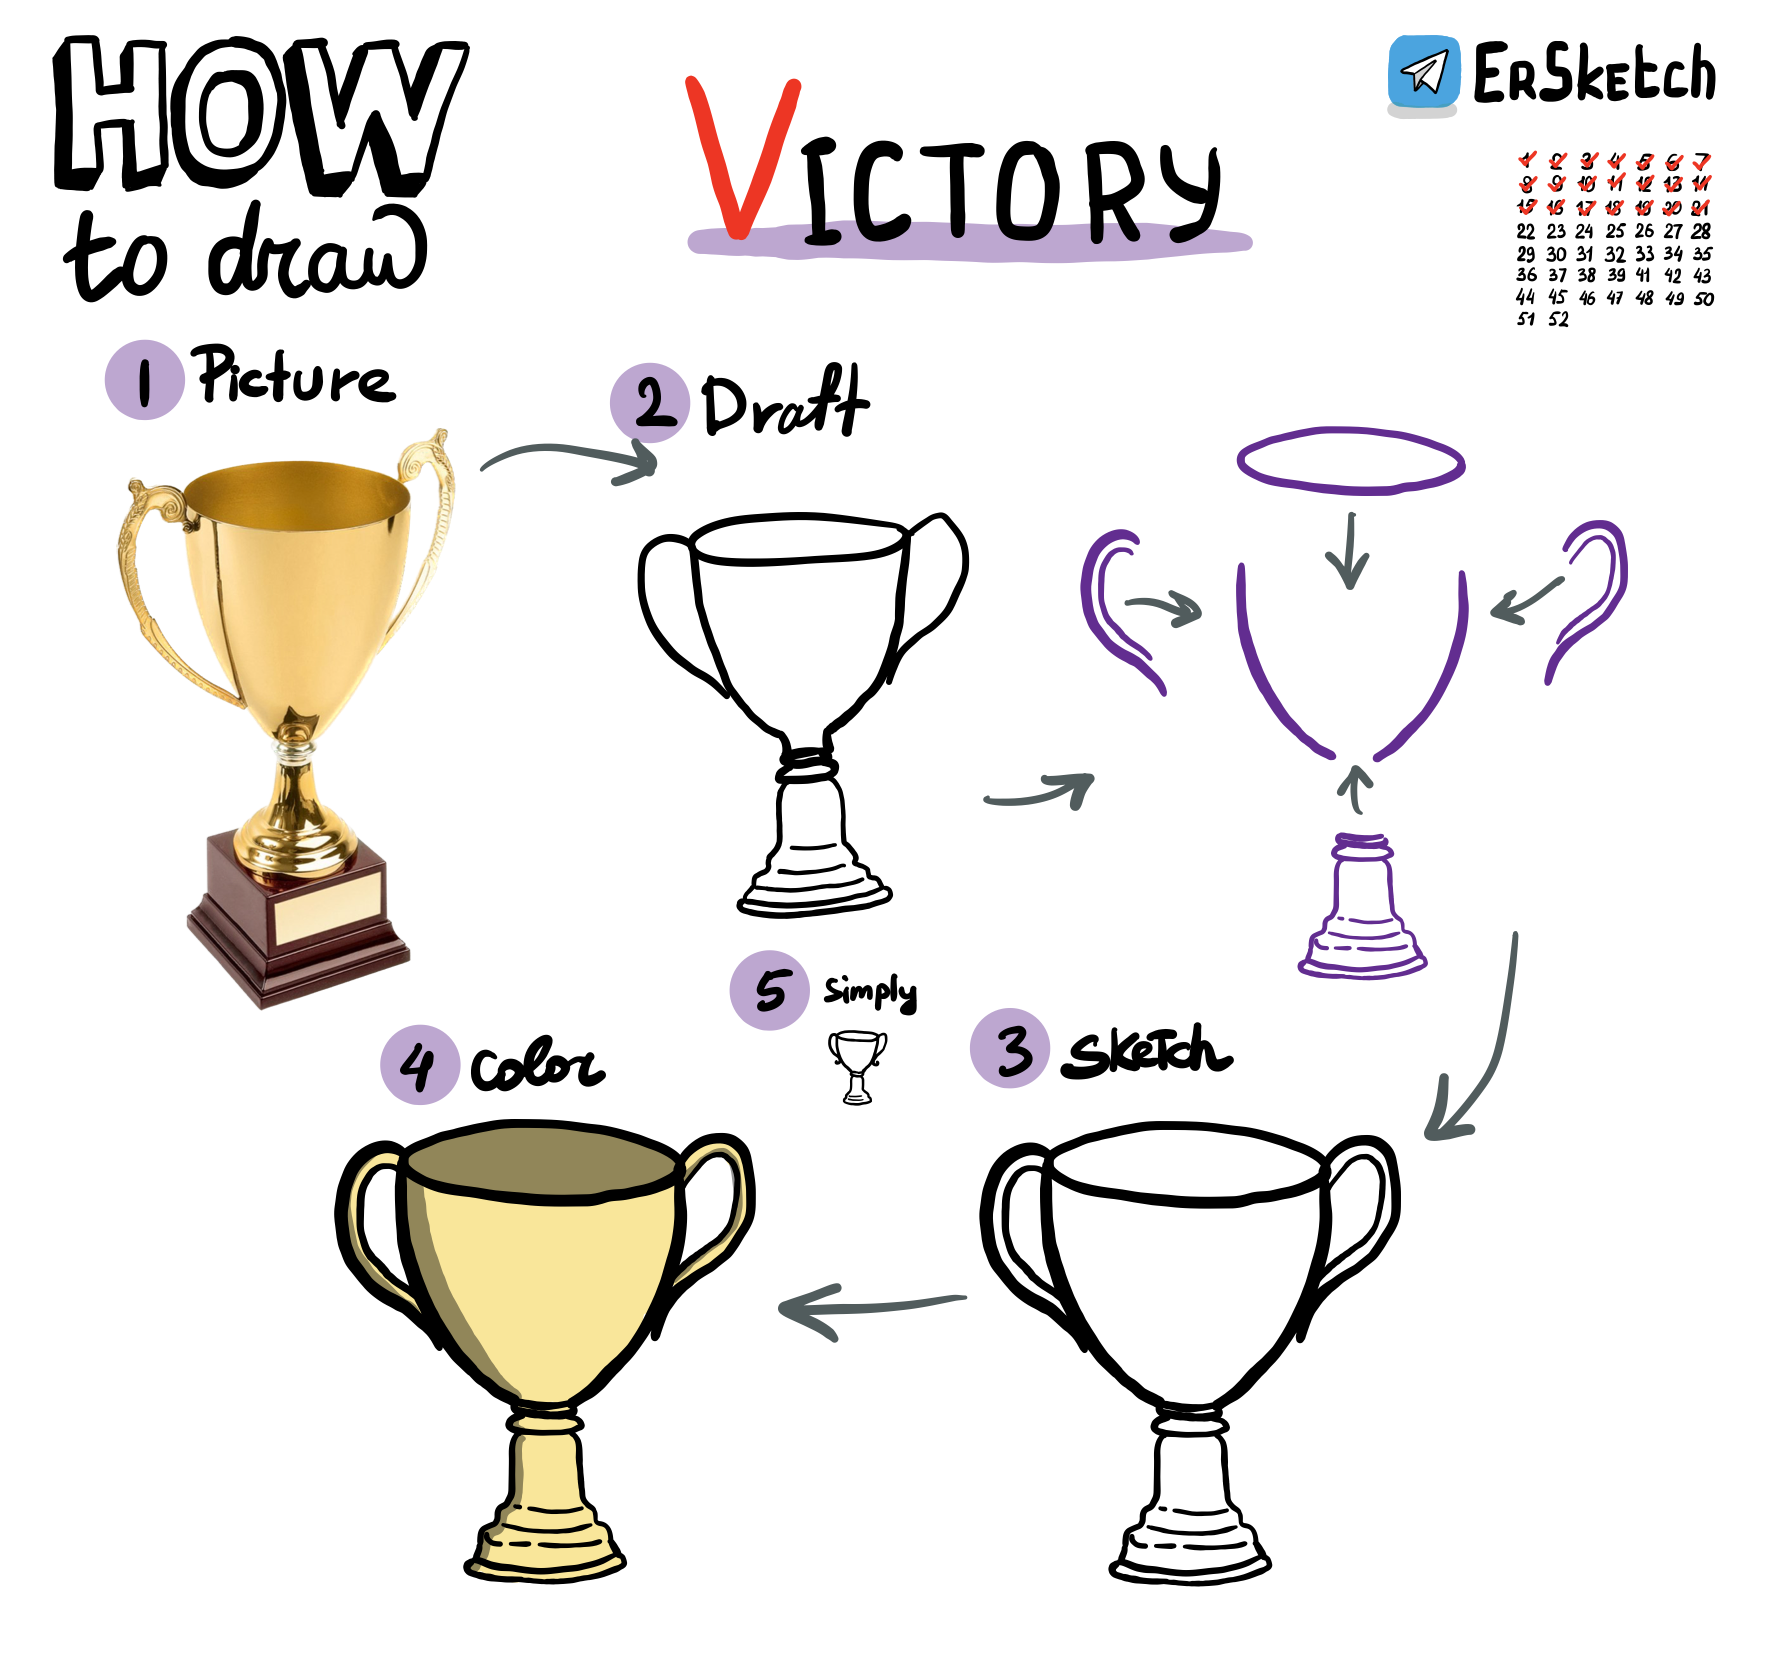 HOW
to draw
VICTORY
ErSketch
1 2 3 4 5 6 7
8 9 10 11 12 13 14
15 16 17 18 19 20 21
22 23 24 25 26 27 28
29 30 31 32 33 34 35
36 37 38 39 41 42 43
44 45 46 47 48 49 50
51 52
1 Picture
2 Draft
5 Simply
3 Sketch
4 Color